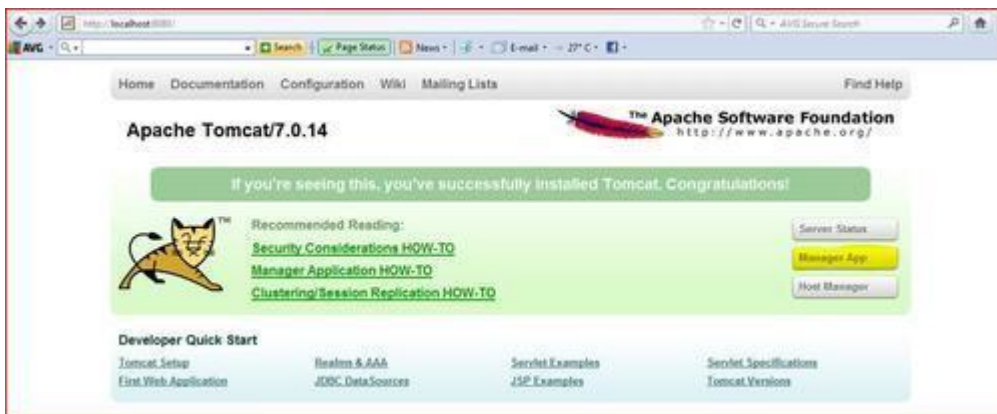 http://localhost:8080/
AVG Secure Search
AVG Search Page Status News E-mail 27° C
Home Documentation Configuration Wiki Mailing Lists Find Help
Apache Tomcat/7.0.14
The Apache Software Foundation
http://www.apache.org/
If you're seeing this, you've successfully installed Tomcat. Congratulations!
TM
Recommended Reading:
Security Considerations HOW-TO
Manager Application HOW-TO
Clustering/Session Replication HOW-TO
Server Status
Manager App
Host Manager
Developer Quick Start
Tomcat Setup Realms & AAA Servlet Examples Servlet Specifications
First Web Application JDBC DataSources JSP Examples Tomcat Versions